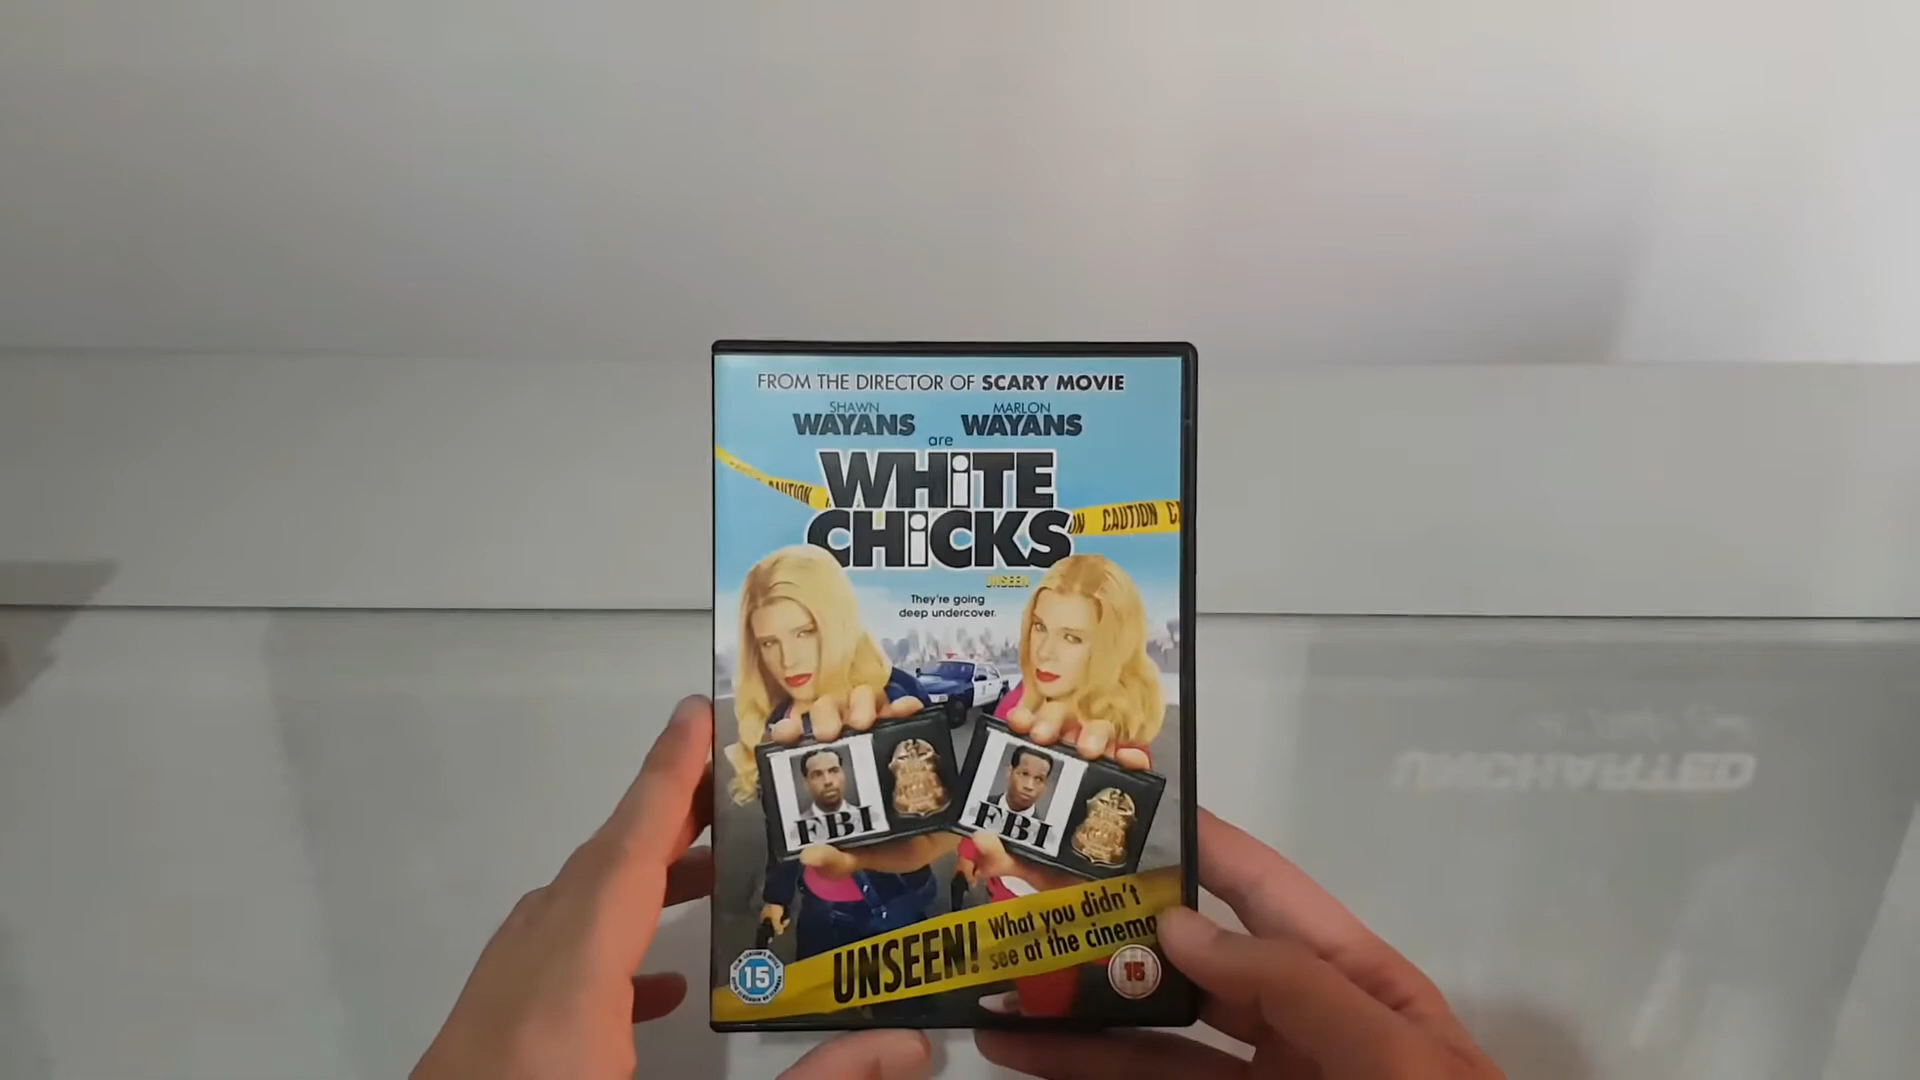 FROM THE DIRECTOR OF SCARY MOVIE
SHAWN WAYANS
MARLON WAYANS
are
WHiTE
CHiCKS
CAUTION
CAUTION
UNSEEN
They're going
deep undercover.
FBI
FBI
UNSEEN! What you didn't
see at the cinema
15
15
UNCHARTED